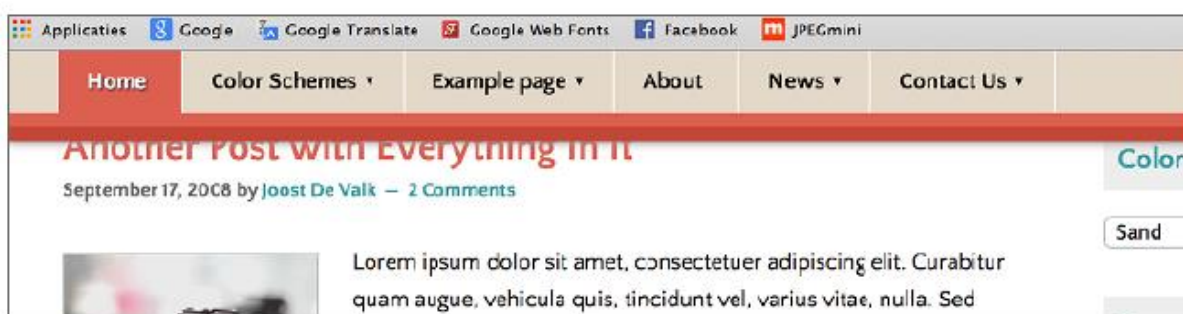 Applicaties Google Google Translate Google Web Fonts Facebook JPEGmini
Home Color Schemes ▾ Example page ▾ About News ▾ Contact Us ▾
Another Post with Everything In It
September 17, 2008 by Joost De Valk — 2 Comments
Color
Sand
Lorem ipsum dolor sit amet, consectetuer adipiscing elit. Curabitur
quam augue, vehicula quis, tincidunt vel, varius vitae, nulla. Sed